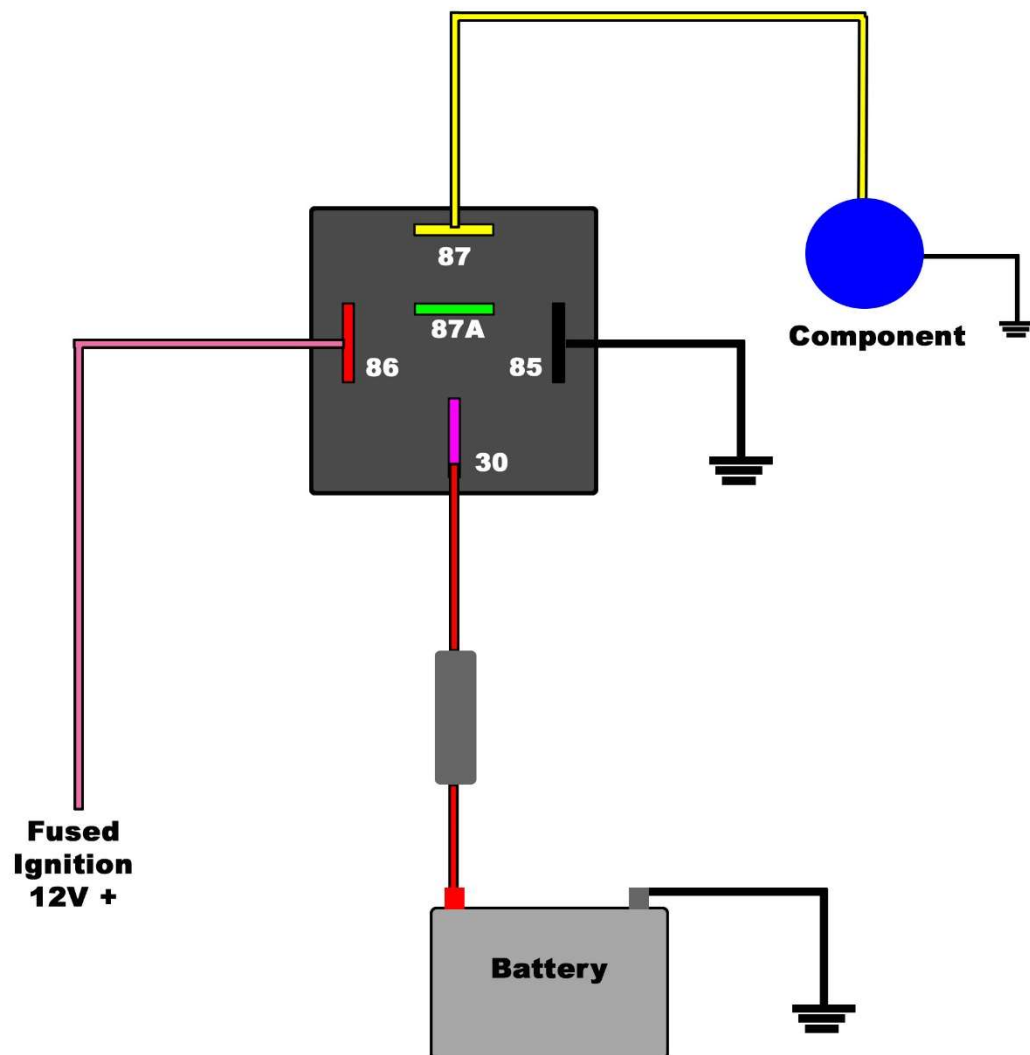 87
87A
86
85
30
Component
Fused
Ignition
12V +
Battery